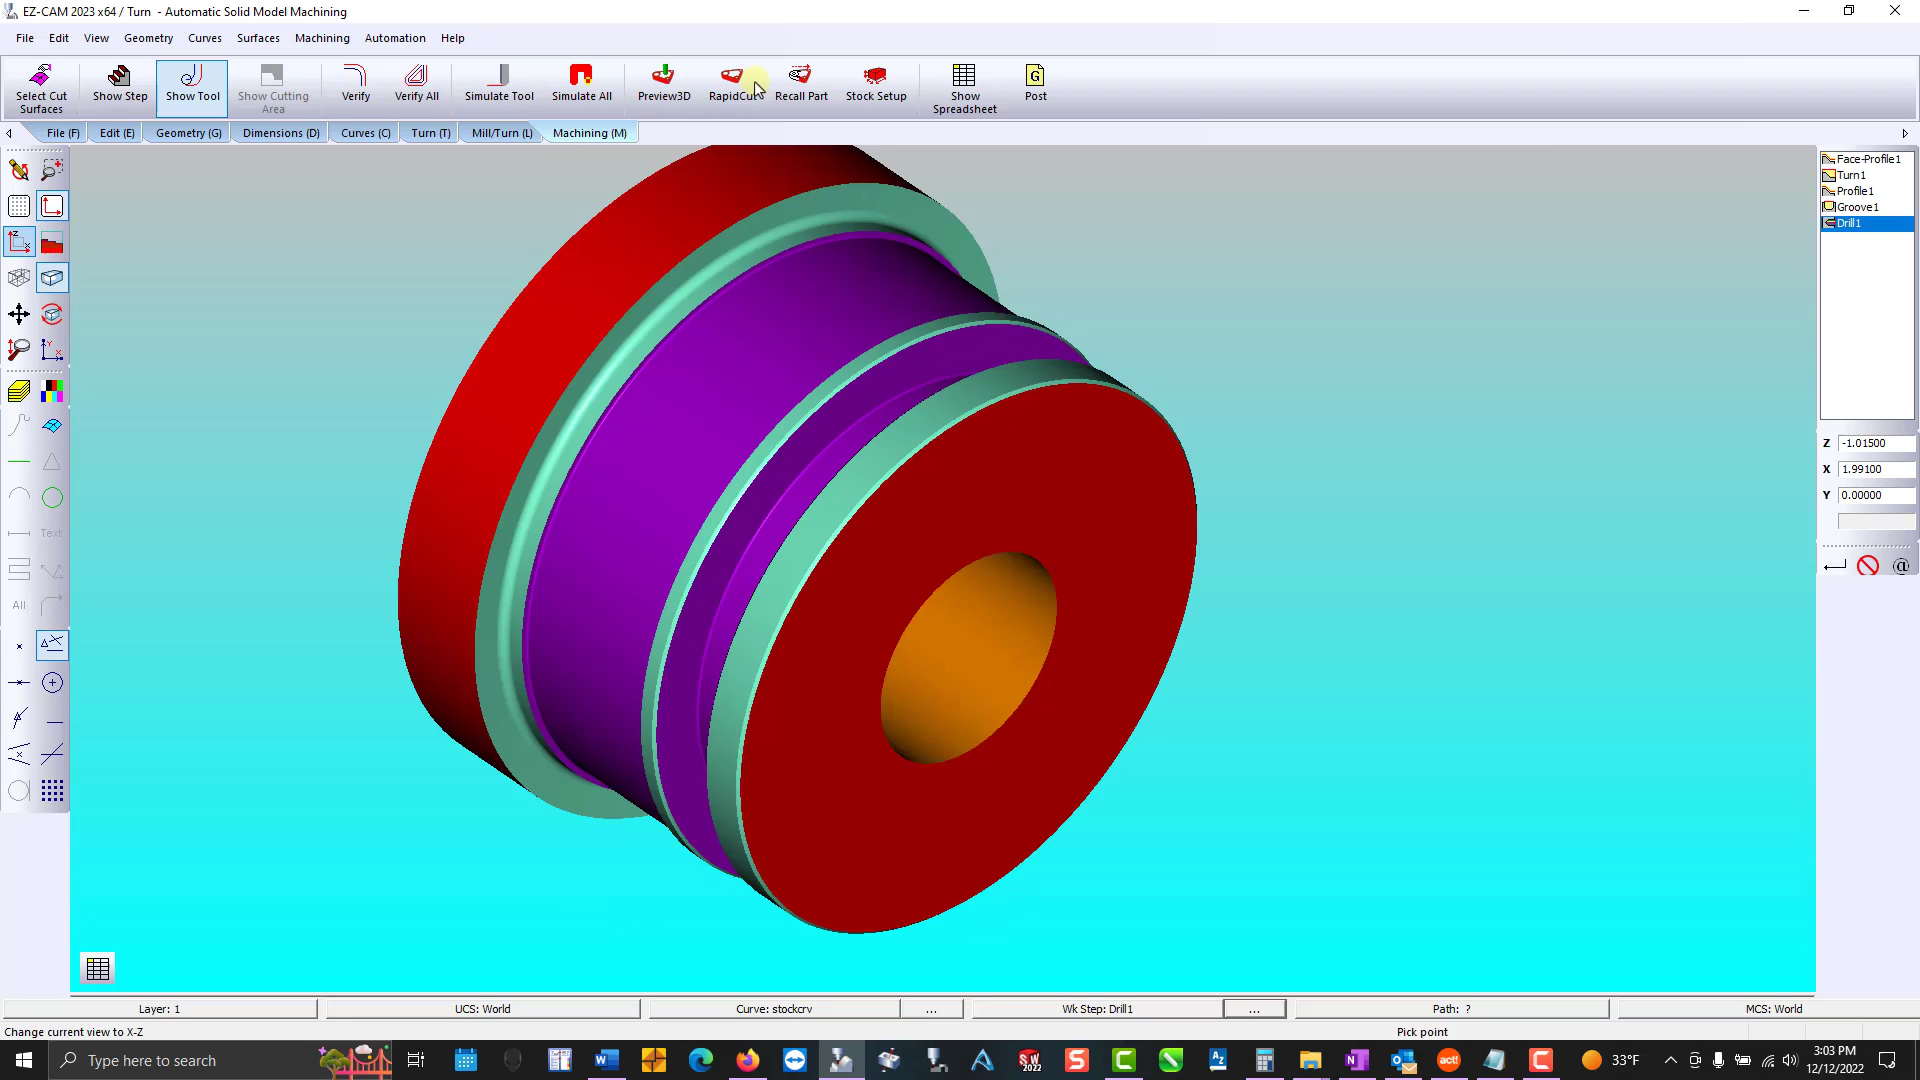 EZ-CAM 2023 x64 / Turn - Automatic Solid Model Machining
File Edit View Geometry Curves Surfaces Machining Automation Help
Select Cut Surfaces
Show Step
Show Tool
Show Cutting Area
Verify
Verify All
Simulate Tool
Simulate All
Preview3D
RapidCut
Recall Part
Stock Setup
Show Spreadsheet
G
Post
File (F) Edit (E) Geometry (G) Dimensions (D) Curves (C) Turn (T) Mill/Turn (L) Machining (M)
Face-Profile1
Turn1
Profile1
Groove1
Drill1
Z -1.01500
X 1.99100
Y 0.00000
@
Text
All
Layer: 1 UCS: World Curve: stockcrv ... Wk Step: Drill1 ... Path: ? MCS: World
Change current view to X-Z Pick point
Type here to search
33°F
3:03 PM
12/12/2022